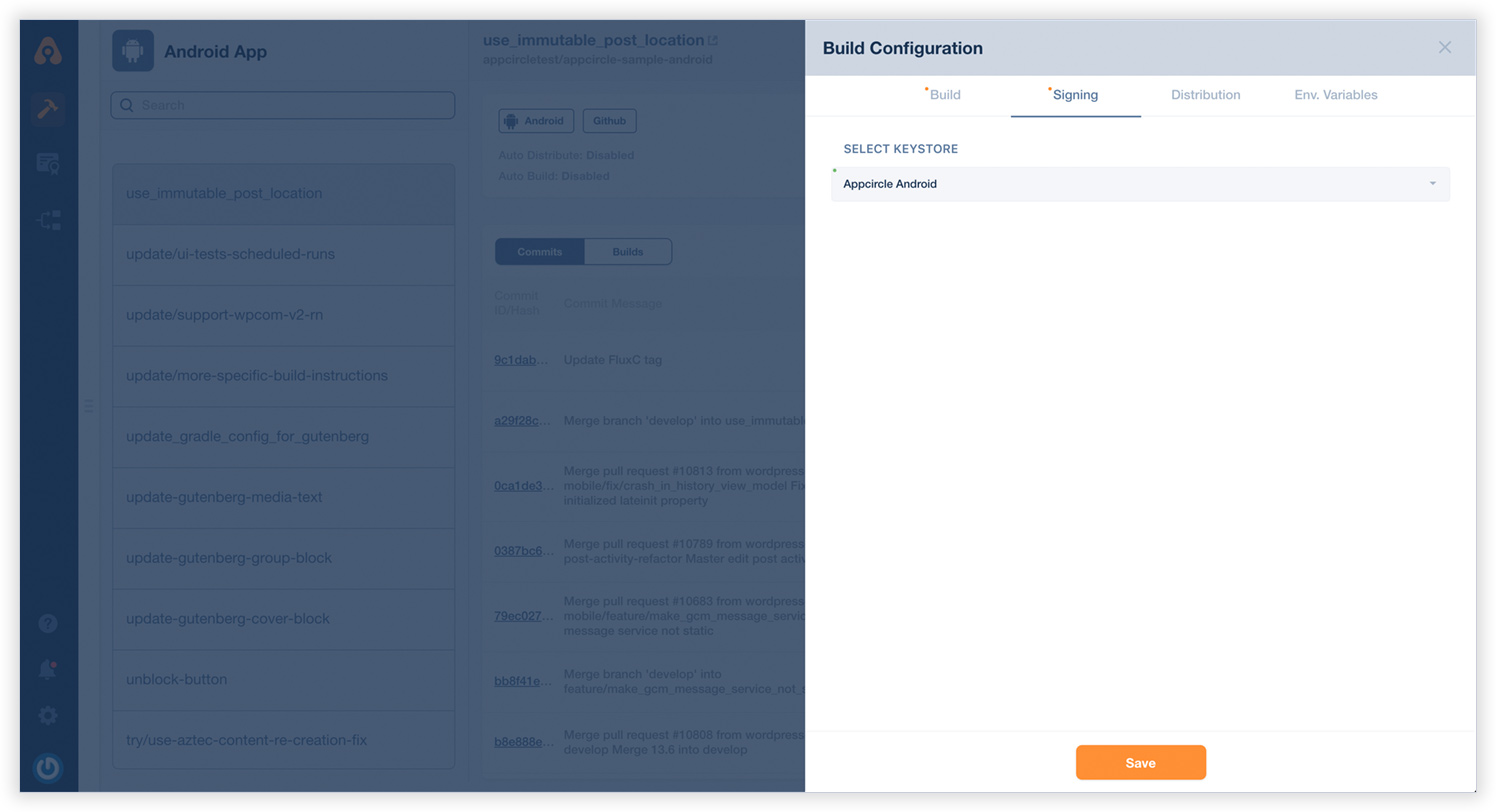 Android App
Search
use_immutable_post_location
update/ui-tests-scheduled-runs
update/support-wpcom-v2-rn
update/more-specific-build-instructions
update_gradle_config_for_gutenberg
update-gutenberg-media-text
update-gutenberg-group-block
update-gutenberg-cover-block
unblock-button
try/use-aztec-content-re-creation-fix
use_immutable_post_location
appcircletest/appcircle-sample-android
Android Github
Auto Distribute: Disabled
Auto Build: Disabled
Commits Builds
Commit
ID/Hash
Commit Message
9c1dab... Update FluxC tag
a29f28c... Merge branch 'develop' into use_immutabl
0ca1de3...
Merge pull request #10813 from wordpress
mobile/fix/crash_in_history_view_model Fix
initialized lateinit property
0387bc6...
Merge pull request #10789 from wordpress
post-activity-refactor Master edit post activ
79ec027...
Merge pull request #10683 from wordpress
mobile/feature/make_gcm_message_servic
message service not static
bb8f41e...
Merge branch 'develop' into
feature/make_gcm_message_service_not_s
b8e888e...
Merge pull request #10808 from wordpress
develop Merge 13.6 into develop
Build Configuration
Build Signing Distribution Env. Variables
SELECT KEYSTORE
Appcircle Android
Save